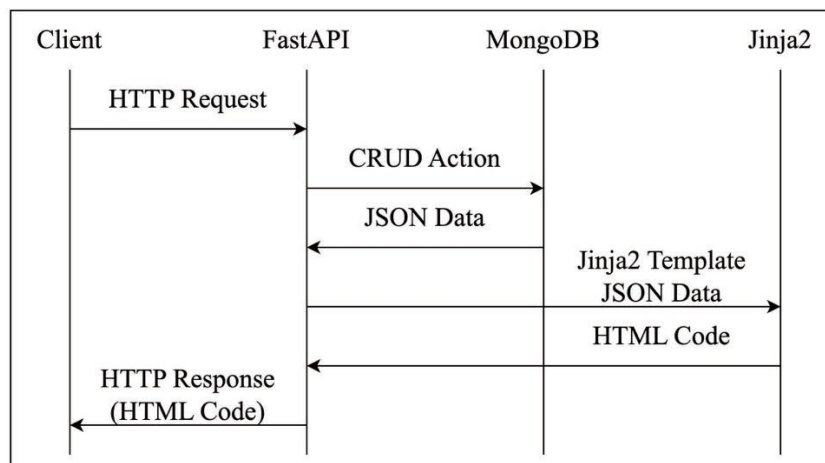 Client FastAPI MongoDB Jinja2
HTTP Request
CRUD Action
JSON Data
Jinja2 Template
JSON Data
HTML Code
HTTP Response
(HTML Code)